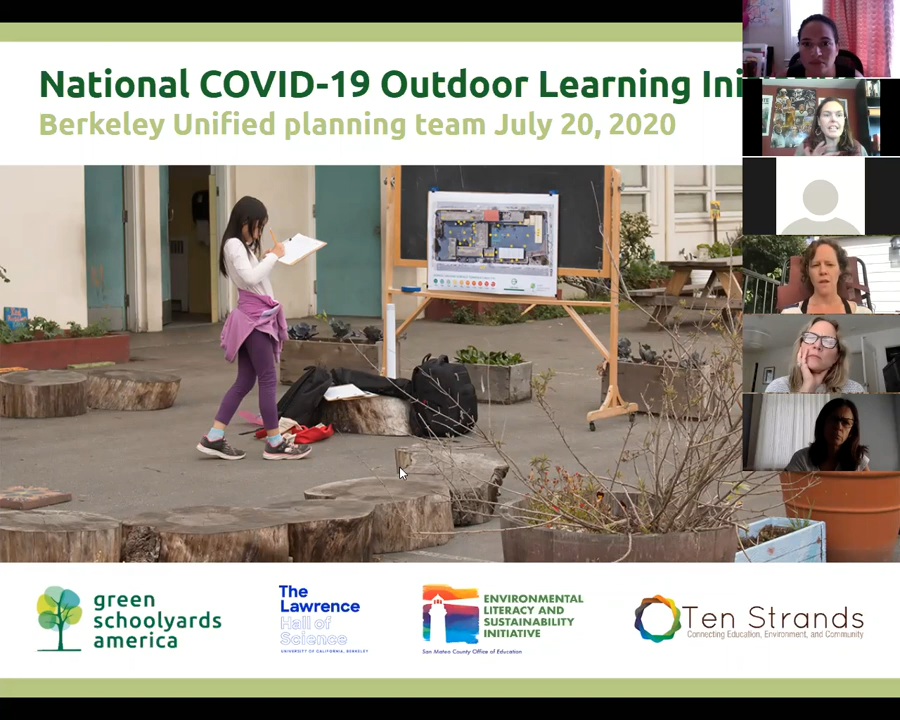 National COVID-19 Outdoor Learning Ini
Berkeley Unified planning team July 20, 2020
green
schoolyards
america
The
Lawrence
Hall of
Science
UNIVERSITY OF CALIFORNIA, BERKELEY
ENVIRONMENTAL
LITERACY AND
SUSTAINABILITY
INITIATIVE
San Mateo County Office of Education
Ten Strands
Connecting Education, Environment, and Community